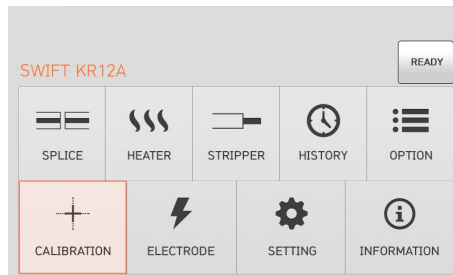 READY
SWIFT KR12A
SPLICE HEATER STRIPPER HISTORY OPTION
CALIBRATION ELECTRODE SETTING INFORMATION